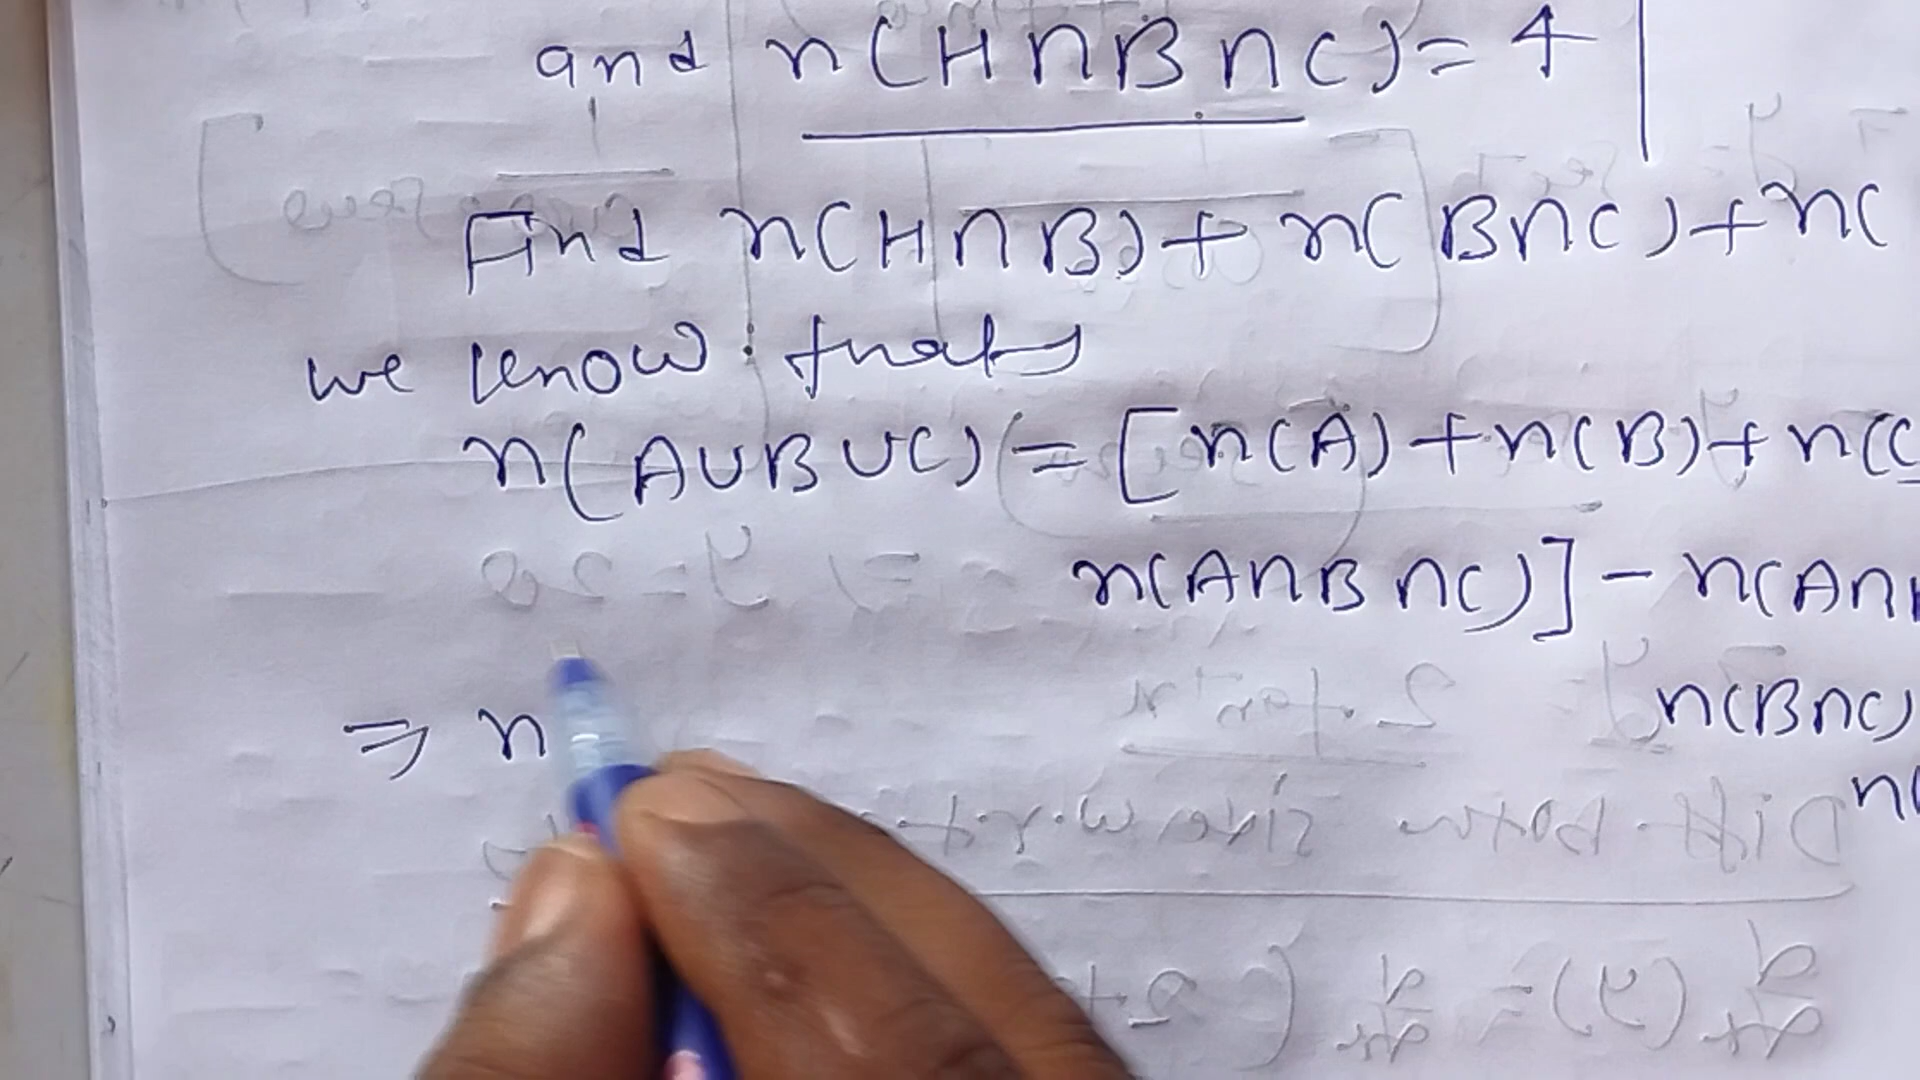 and n(H∩B∩C)=4
Find n(H∩B)+n(B∩C)+n(
we know that
n(A∪B∪C)=[n(A)+n(B)+n(C
n(A∩B∩C)]-n(A∩
n(B∩C)
n(
⇒ n